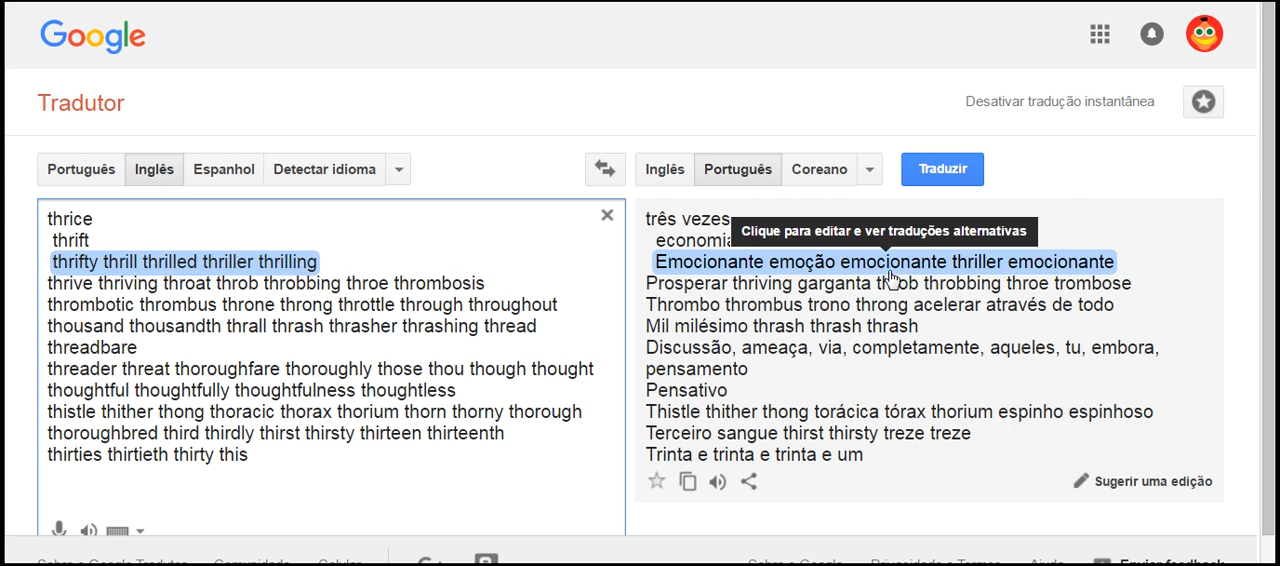 Google
Tradutor
Desativar tradução instantânea
Português Inglês Espanhol Detectar idioma
Inglês Português Coreano Traduzir
thrice
thrift
thrifty thrill thrilled thriller thrilling
thrive thriving throat throb throbbing throe thrombosis
thrombotic thrombus throne throng throttle through throughout
thousand thousandth thrall thrash thrasher thrashing thread
threadbare
threader threat thoroughfare thoroughly those thou though thought
thoughtful thoughtfully thoughtfulness thoughtless
thistle thither thong thoracic thorax thorium thorn thorny thorough
thoroughbred third thirdly thirst thirsty thirteen thirteenth
thirties thirtieth thirty this
três vezes
Clique para editar e ver traduções alternativas
economia
Emocionante emoção emocionante thriller emocionante
Prosperar thriving garganta throb throbbing throe trombose
Thrombo thrombus trono throng acelerar através de todo
Mil milésimo thrash thrash thrash
Discussão, ameaça, via, completamente, aqueles, tu, embora,
pensamento
Pensativo
Thistle thither thong torácica tórax thorium espinho espinhoso
Terceiro sangue thirst thirsty treze treze
Trinta e trinta e trinta e um
Sugerir uma edição